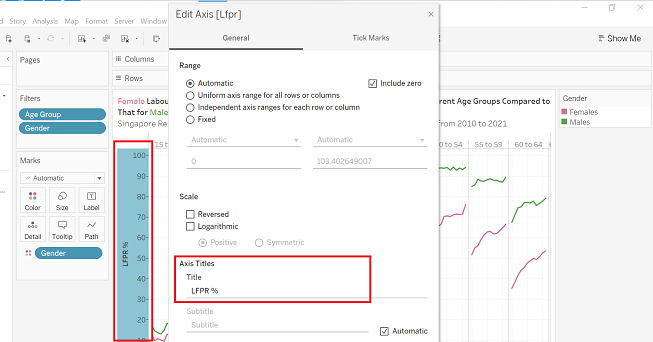 d Story Analysis Map Format Server Window
Show Me
Pages
Columns
Rows
Filters
Age Group
Gender
Marks
Automatic
Color Size Label
Detail Tooltip Path
Gender
Female Labou
That for Male
Singapore Re
15 t
100
90
80
70
60
50
40
30
20
10
LFPR %
Edit Axis [Lfpr]
General Tick Marks
Range
Automatic Include zero
Uniform axis range for all rows or columns
Independent axis ranges for each row or column
Fixed
Automatic Automatic
0 103.402649007
Scale
Reversed
Logarithmic
Positive Symmetric
Axis Titles
Title
LFPR %
Subtitle
Subtitle
Automatic
rent Age Groups Compared to
From 2010 to 2021
to 54 55 to 59 60 to 64
Gender
Females
Males